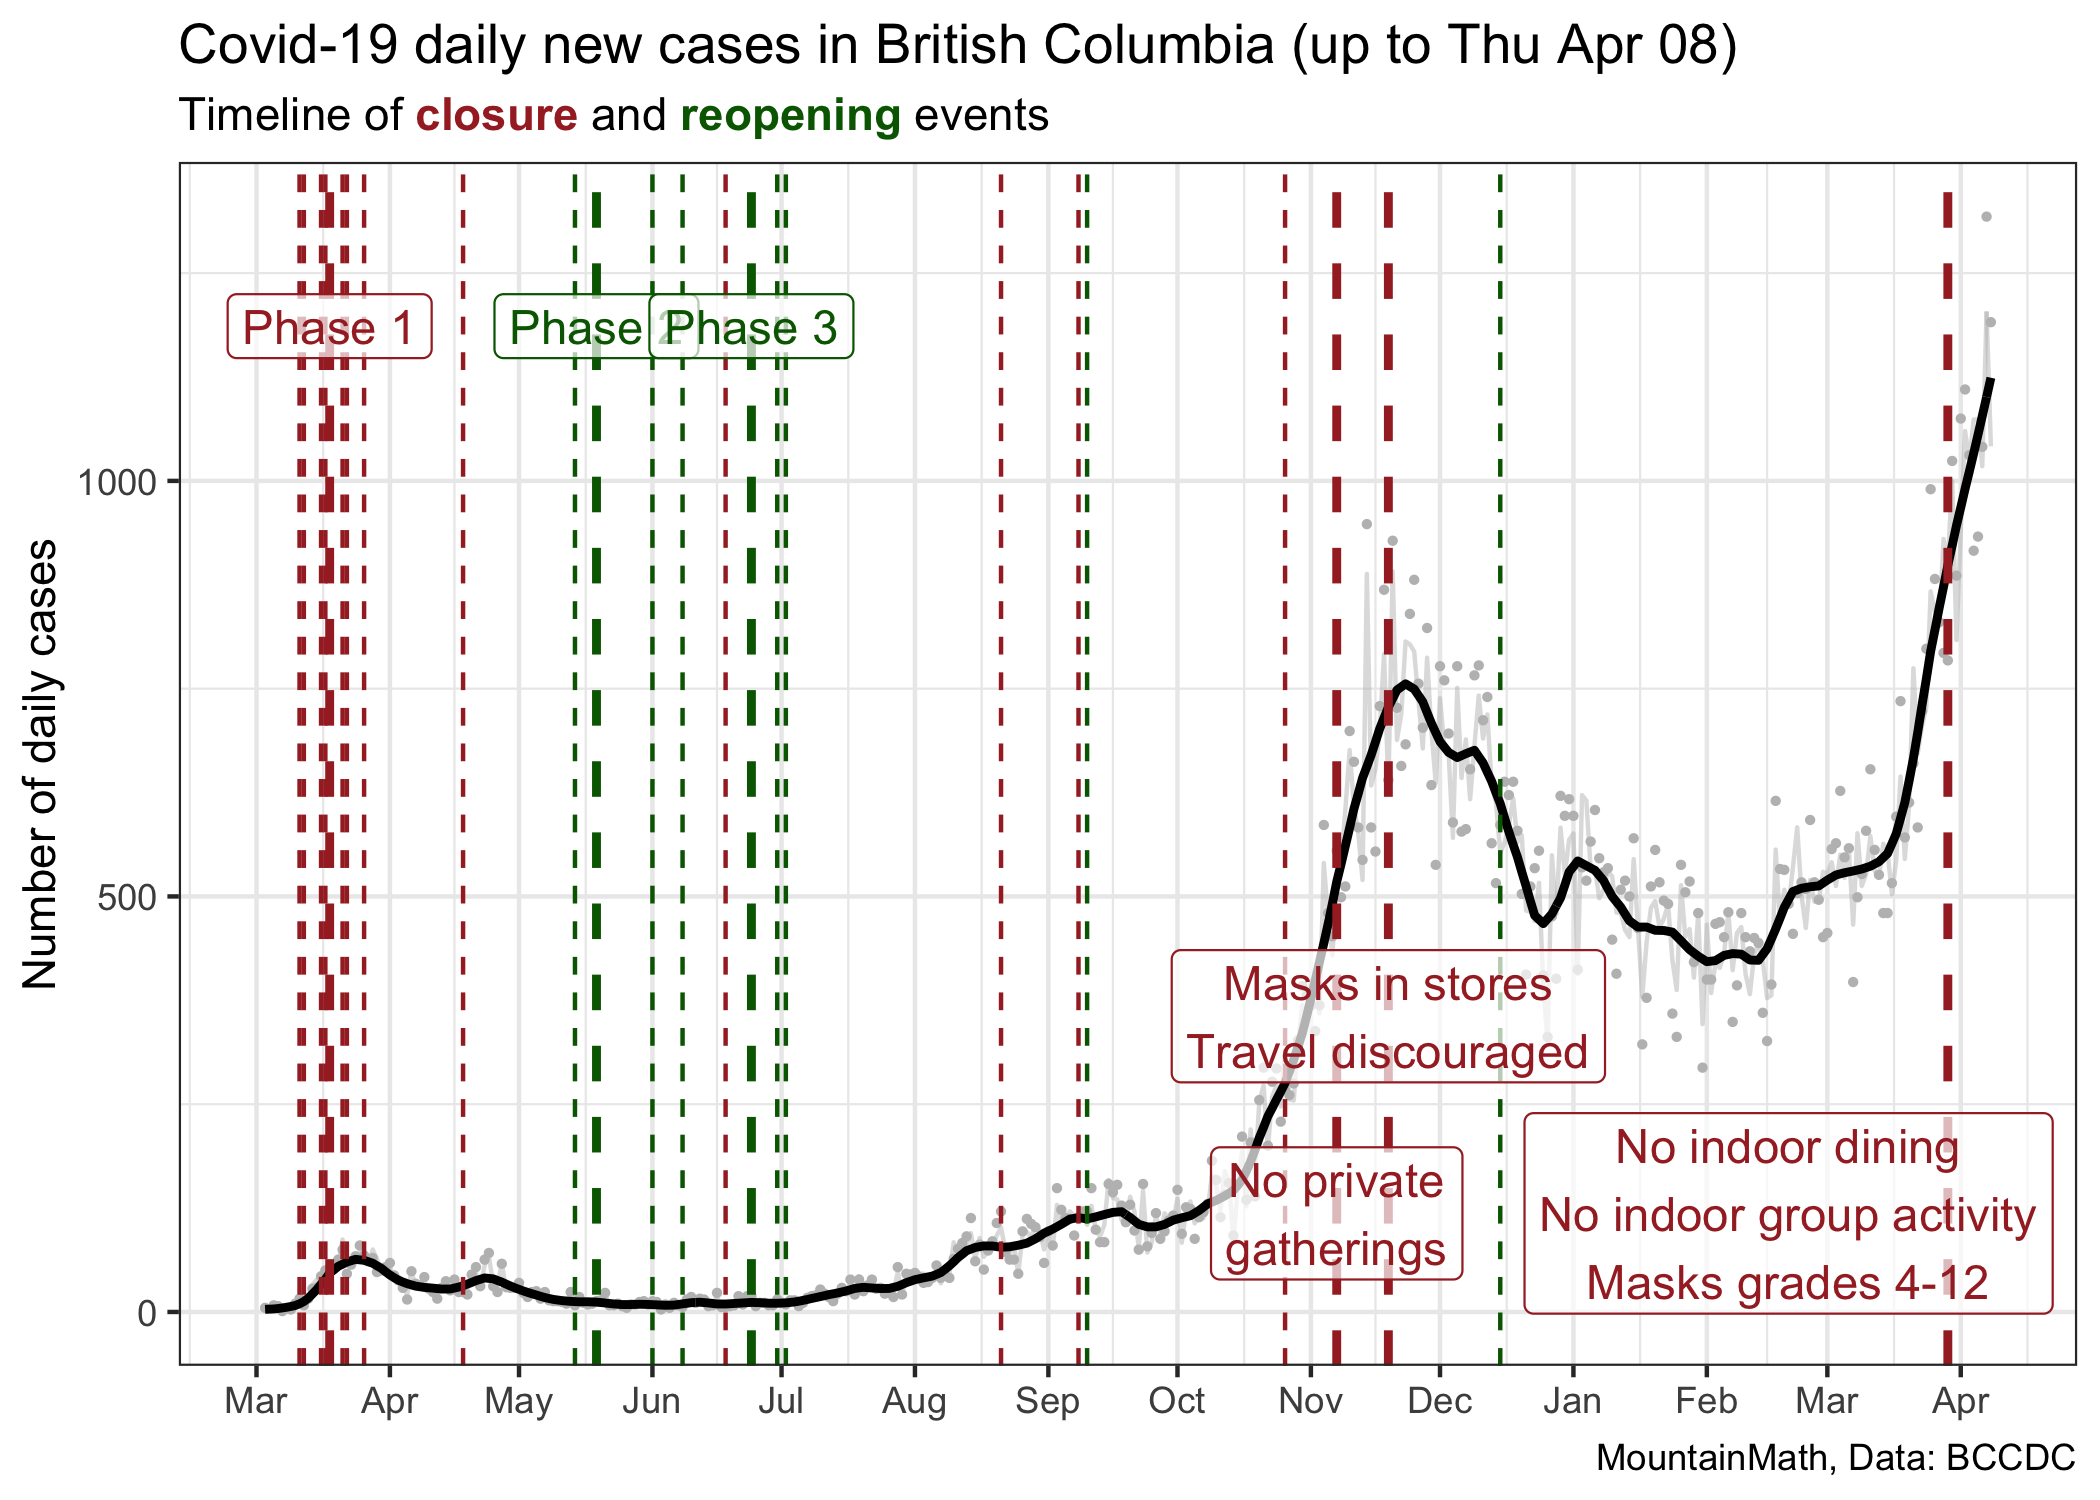 Covid-19 daily new cases in British Columbia (up to Thu Apr 08)
Timeline of closure and reopening events
Number of daily cases
1000
500
0
Phase 1
Phase 2
Phase 3
Masks in stores
Travel discouraged
No private
gatherings
No indoor dining
No indoor group activity
Masks grades 4-12
Mar Apr May Jun Jul Aug Sep Oct Nov Dec Jan Feb Mar Apr
MountainMath, Data: BCCDC